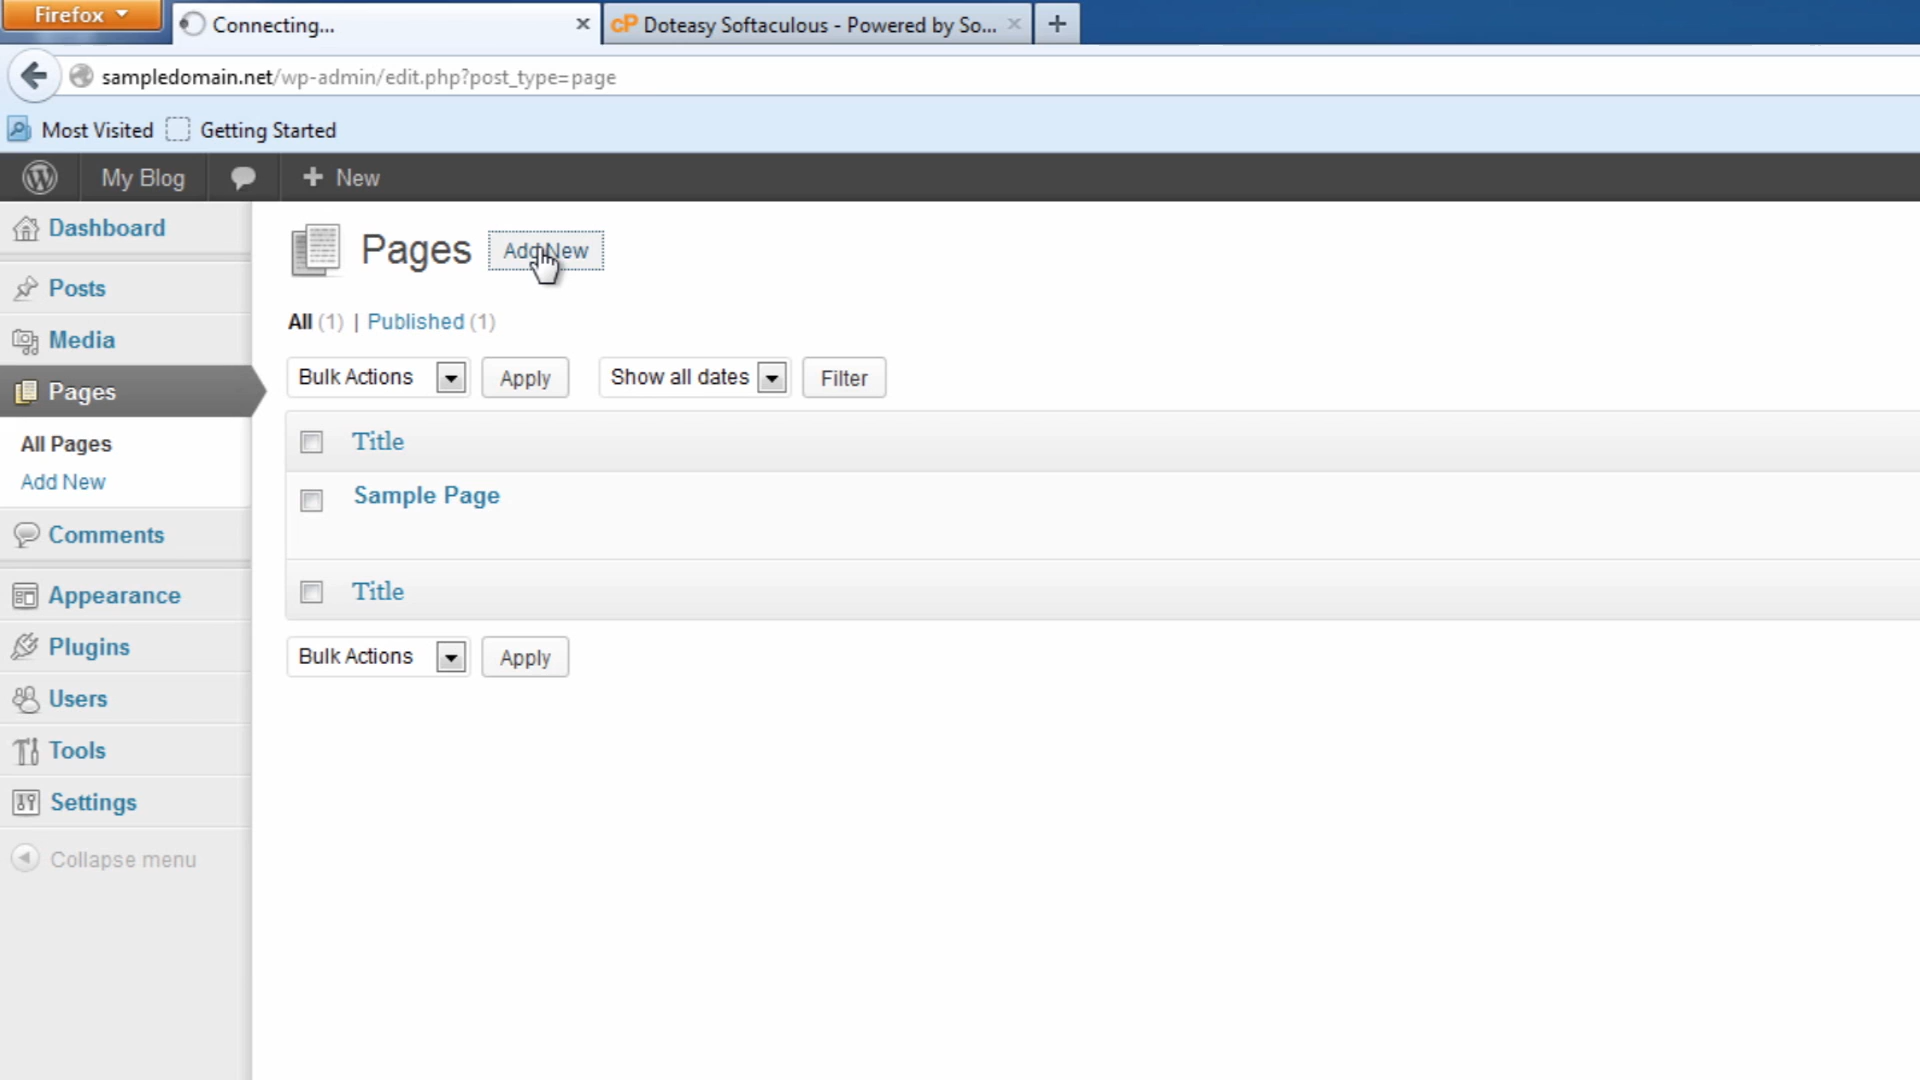 Firefox
Connecting...
cP Doteasy Softaculous - Powered by So...
sampledomain.net/wp-admin/edit.php?post_type=page
Most Visited
Getting Started
My Blog
+ New
Dashboard
Posts
Media
Pages
All Pages
Add New
Comments
Appearance
Plugins
Users
Tools
Settings
Collapse menu
Pages Add New
All (1) | Published (1)
Bulk Actions Apply Show all dates Filter
Title
Sample Page
Title
Bulk Actions Apply